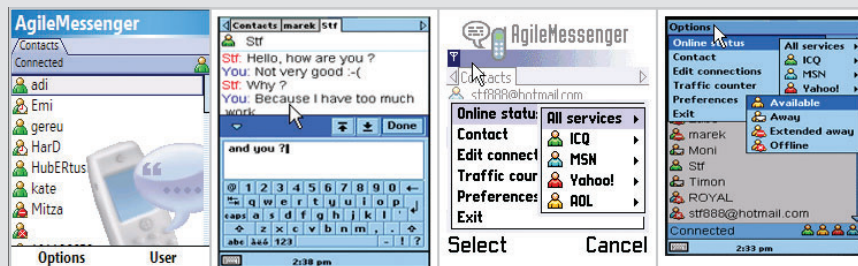 AgileMessenger
Contacts
Connected
adi
Emi
gereu
HarD
HubERtus
kate
Mitza
Options User
Contacts marek Stf
Stf
Stf: Hello, how are you ?
You: Not very good :-(
Stf: Why ?
You: Because I have too much
work
Done
and you ?
@ 1 2 3 4 5 6 7 8 9 0
q w e r t y u i o p
caps a s d f g h j k l '
z x c v b n m , .
abc áëå 123 - ! ?
2:38 pm
AgileMessenger
Contacts
stf888@hotmail.com
Online statu
Contact
Edit connect
Traffic cour
Preferences
Exit
All services
ICQ
MSN
Yahoo!
AOL
Select Cancel
Options
Online status
Contact
Edit connections
Traffic counter
Preferences
Exit
All services
ICQ
MSN
Yahoo!
Available
Away
Extended away
Offline
marek
Moni
Stf
Timon
ROYAL
stf888@hotmail.com
Connected
2:33 pm